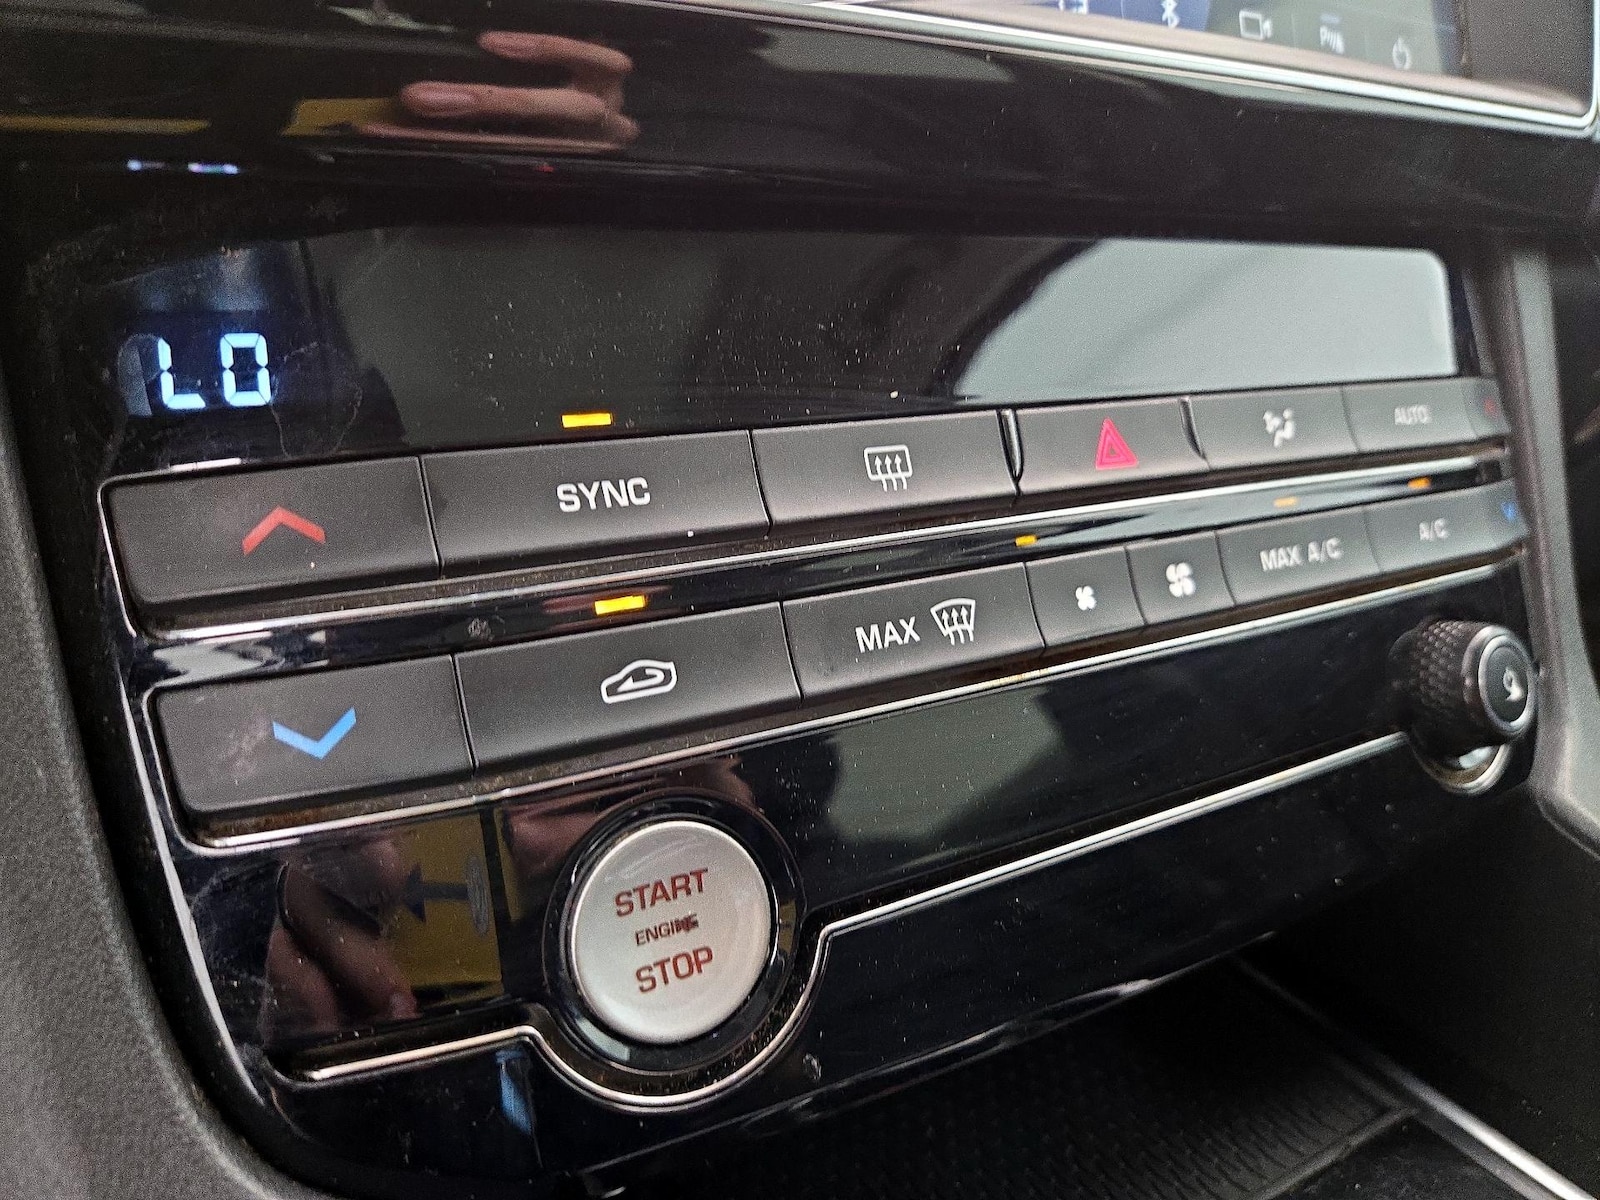 LO
SYNC
AUTO
MAX
MAX A/C
A/C
START
ENGINE
STOP